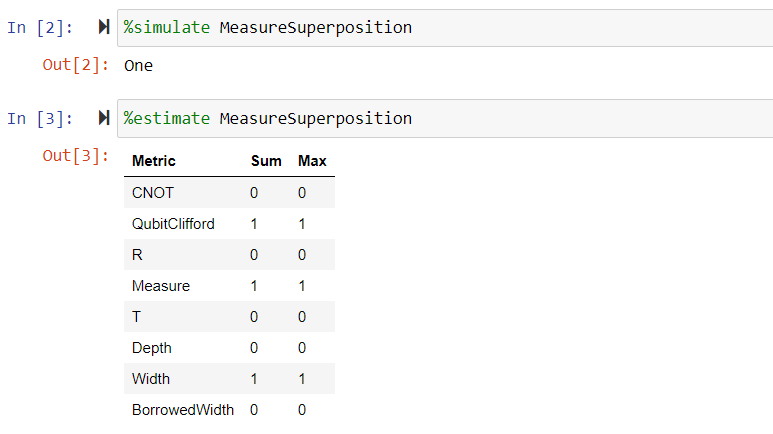 In [2]: %simulate MeasureSuperposition
Out[2]: One
In [3]: %estimate MeasureSuperposition
Out[3]:
Metric Sum Max
CNOT 0 0
QubitClifford 1 1
R 0 0
Measure 1 1
T 0 0
Depth 0 0
Width 1 1
BorrowedWidth 0 0